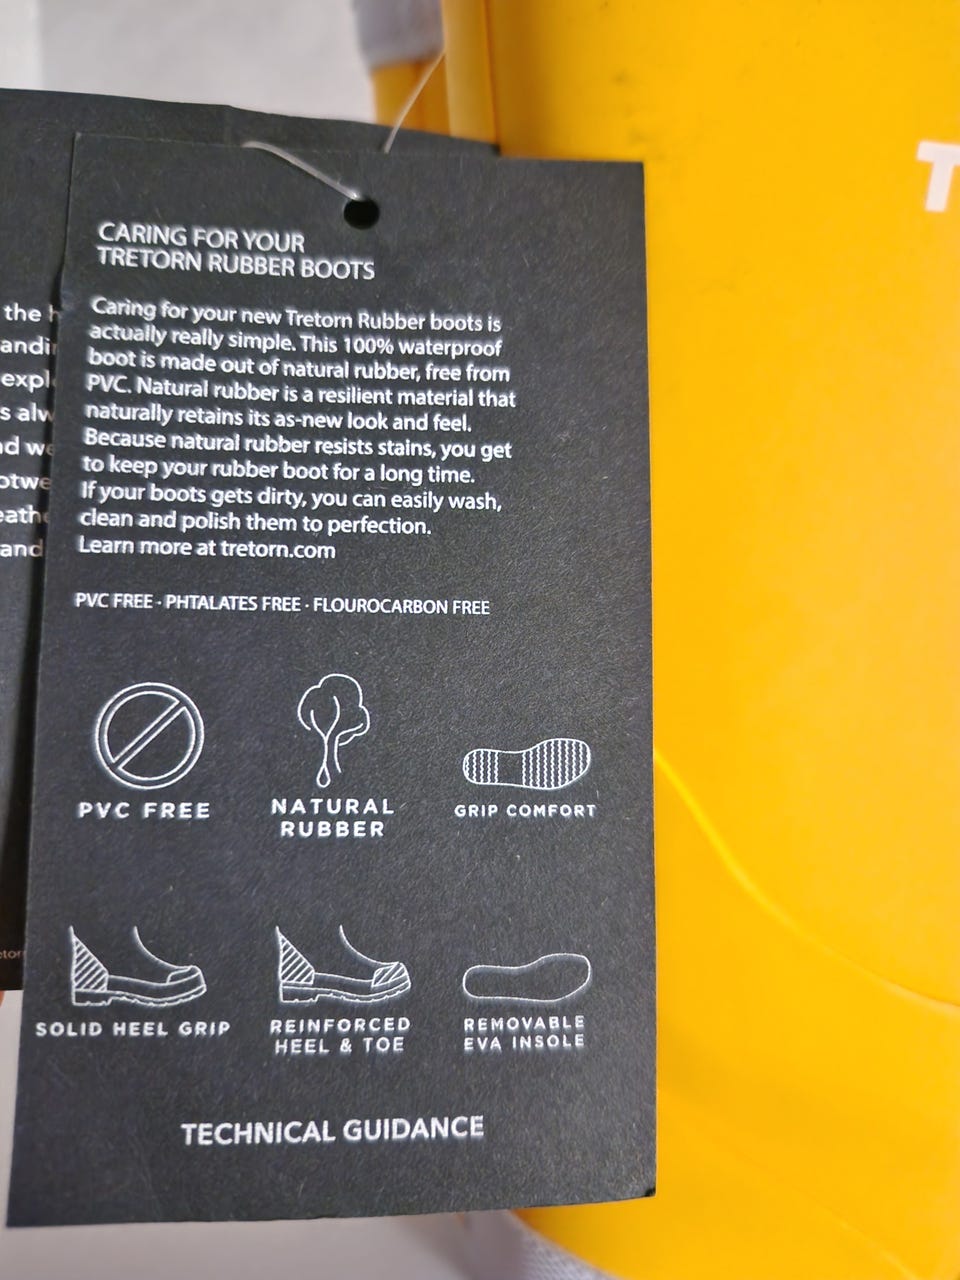 CARING FOR YOUR
TRETORN RUBBER BOOTS
Caring for your new Tretorn Rubber boots is
actually really simple. This 100% waterproof
boot is made out of natural rubber, free from
PVC. Natural rubber is a resilient material that
naturally retains its as-new look and feel.
Because natural rubber resists stains, you get
to keep your rubber boot for a long time.
If your boots gets dirty, you can easily wash,
clean and polish them to perfection.
Learn more at tretorn.com
PVC FREE · PHTALATES FREE · FLOUROCARBON FREE
PVC FREE
NATURAL
RUBBER
GRIP COMFORT
SOLID HEEL GRIP
REINFORCED
HEEL & TOE
REMOVABLE
EVA INSOLE
TECHNICAL GUIDANCE
the
and
T